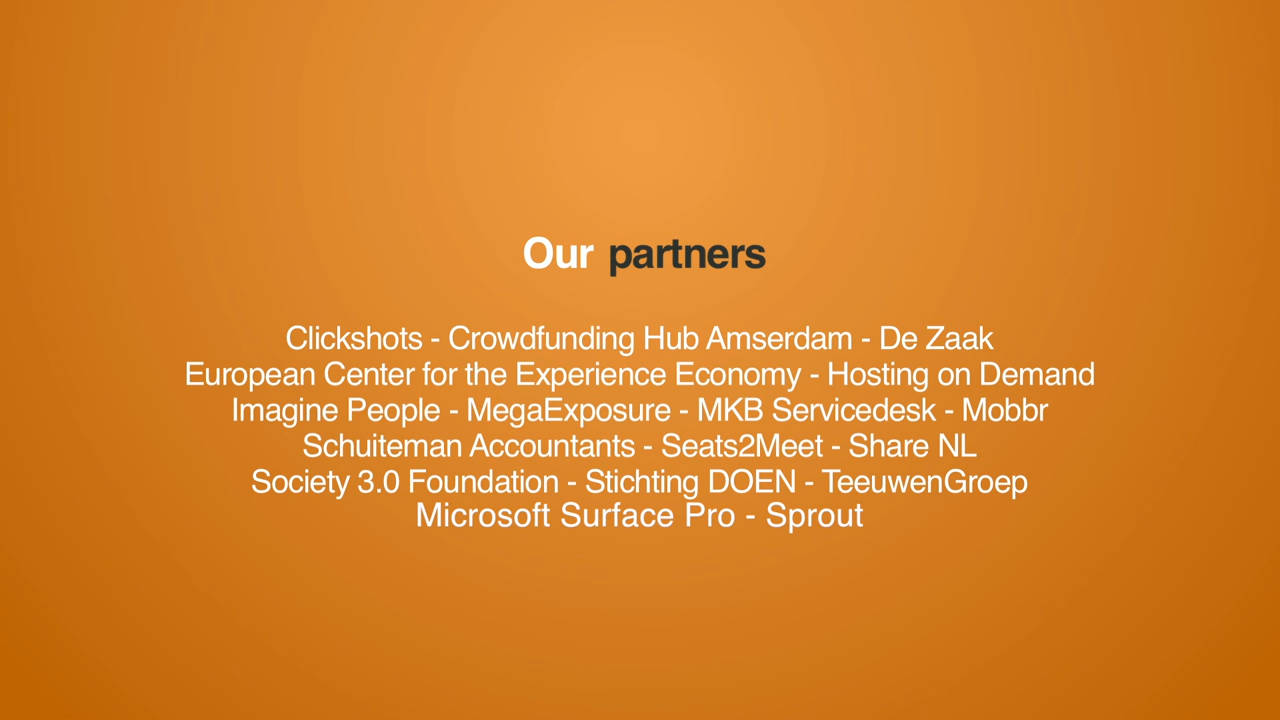 Our partners
Clickshots - Crowdfunding Hub Amserdam - De Zaak
European Center for the Experience Economy - Hosting on Demand
Imagine People - MegaExposure - MKB Servicedesk - Mobbr
Schuiteman Accountants - Seats2Meet - Share NL
Society 3.0 Foundation - Stichting DOEN - TeeuwenGroep
Microsoft Surface Pro - Sprout